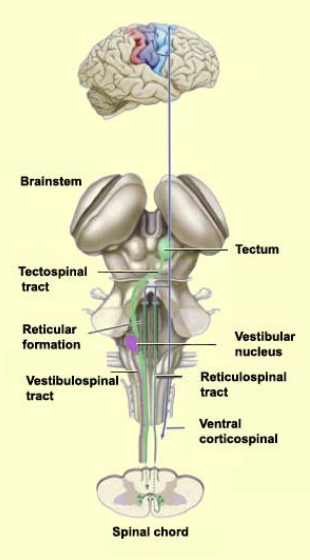 Brainstem
Tectum
Tectospinal
tract
Reticular
formation
Vestibular
nucleus
Vestibulospinal
tract
Reticulospinal
tract
Ventral
corticospinal
Spinal chord